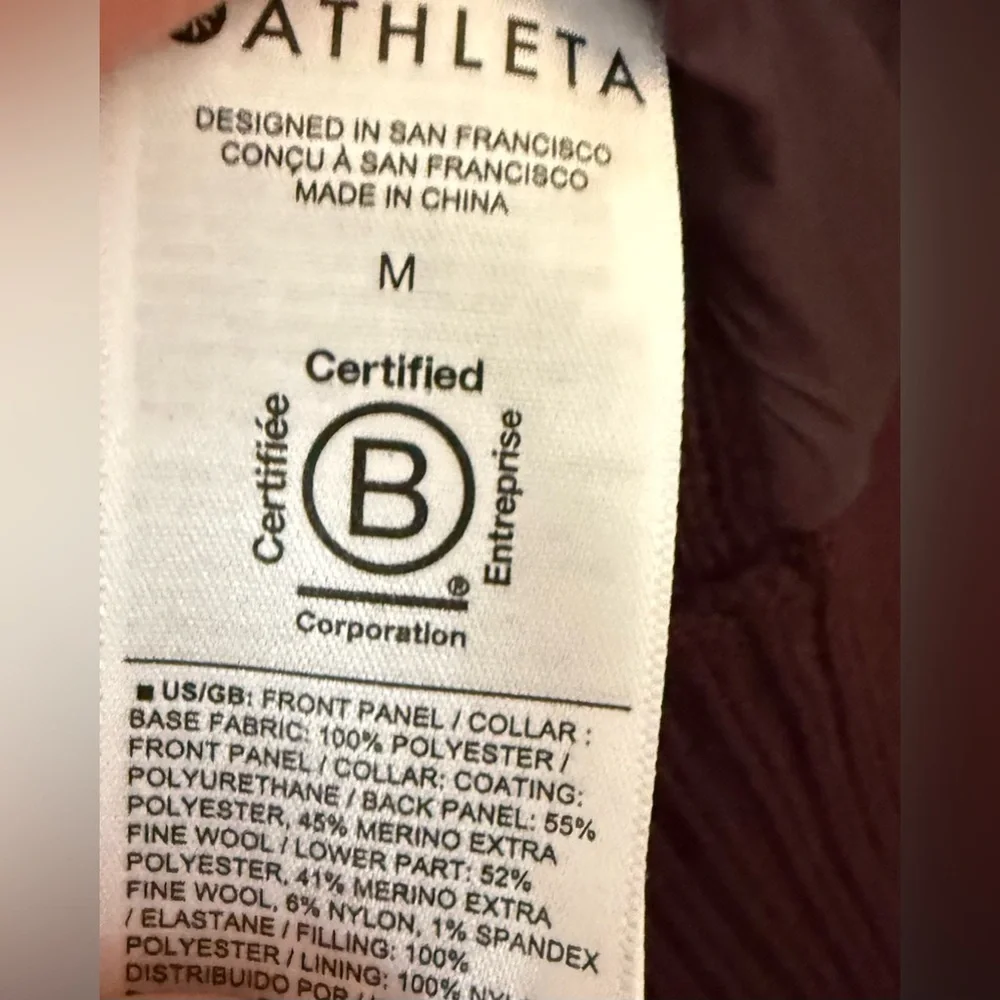 ATHLETA
DESIGNED IN SAN FRANCISCO
CONÇU À SAN FRANCISCO
MADE IN CHINA
M
Certified
Certifiée
B
Entreprise
®
Corporation
■ US/GB: FRONT PANEL / COLLAR :
BASE FABRIC: 100% POLYESTER /
FRONT PANEL / COLLAR: COATING:
POLYURETHANE / BACK PANEL: 55%
POLYESTER, 45% MERINO EXTRA
FINE WOOL / LOWER PART: 52%
POLYESTER, 41% MERINO EXTRA
FINE WOOL, 6% NYLON, 1% SPANDEX
/ ELASTANE / FILLING: 100%
POLYESTER / LINING: 100%
DISTRIBUIDO POR /